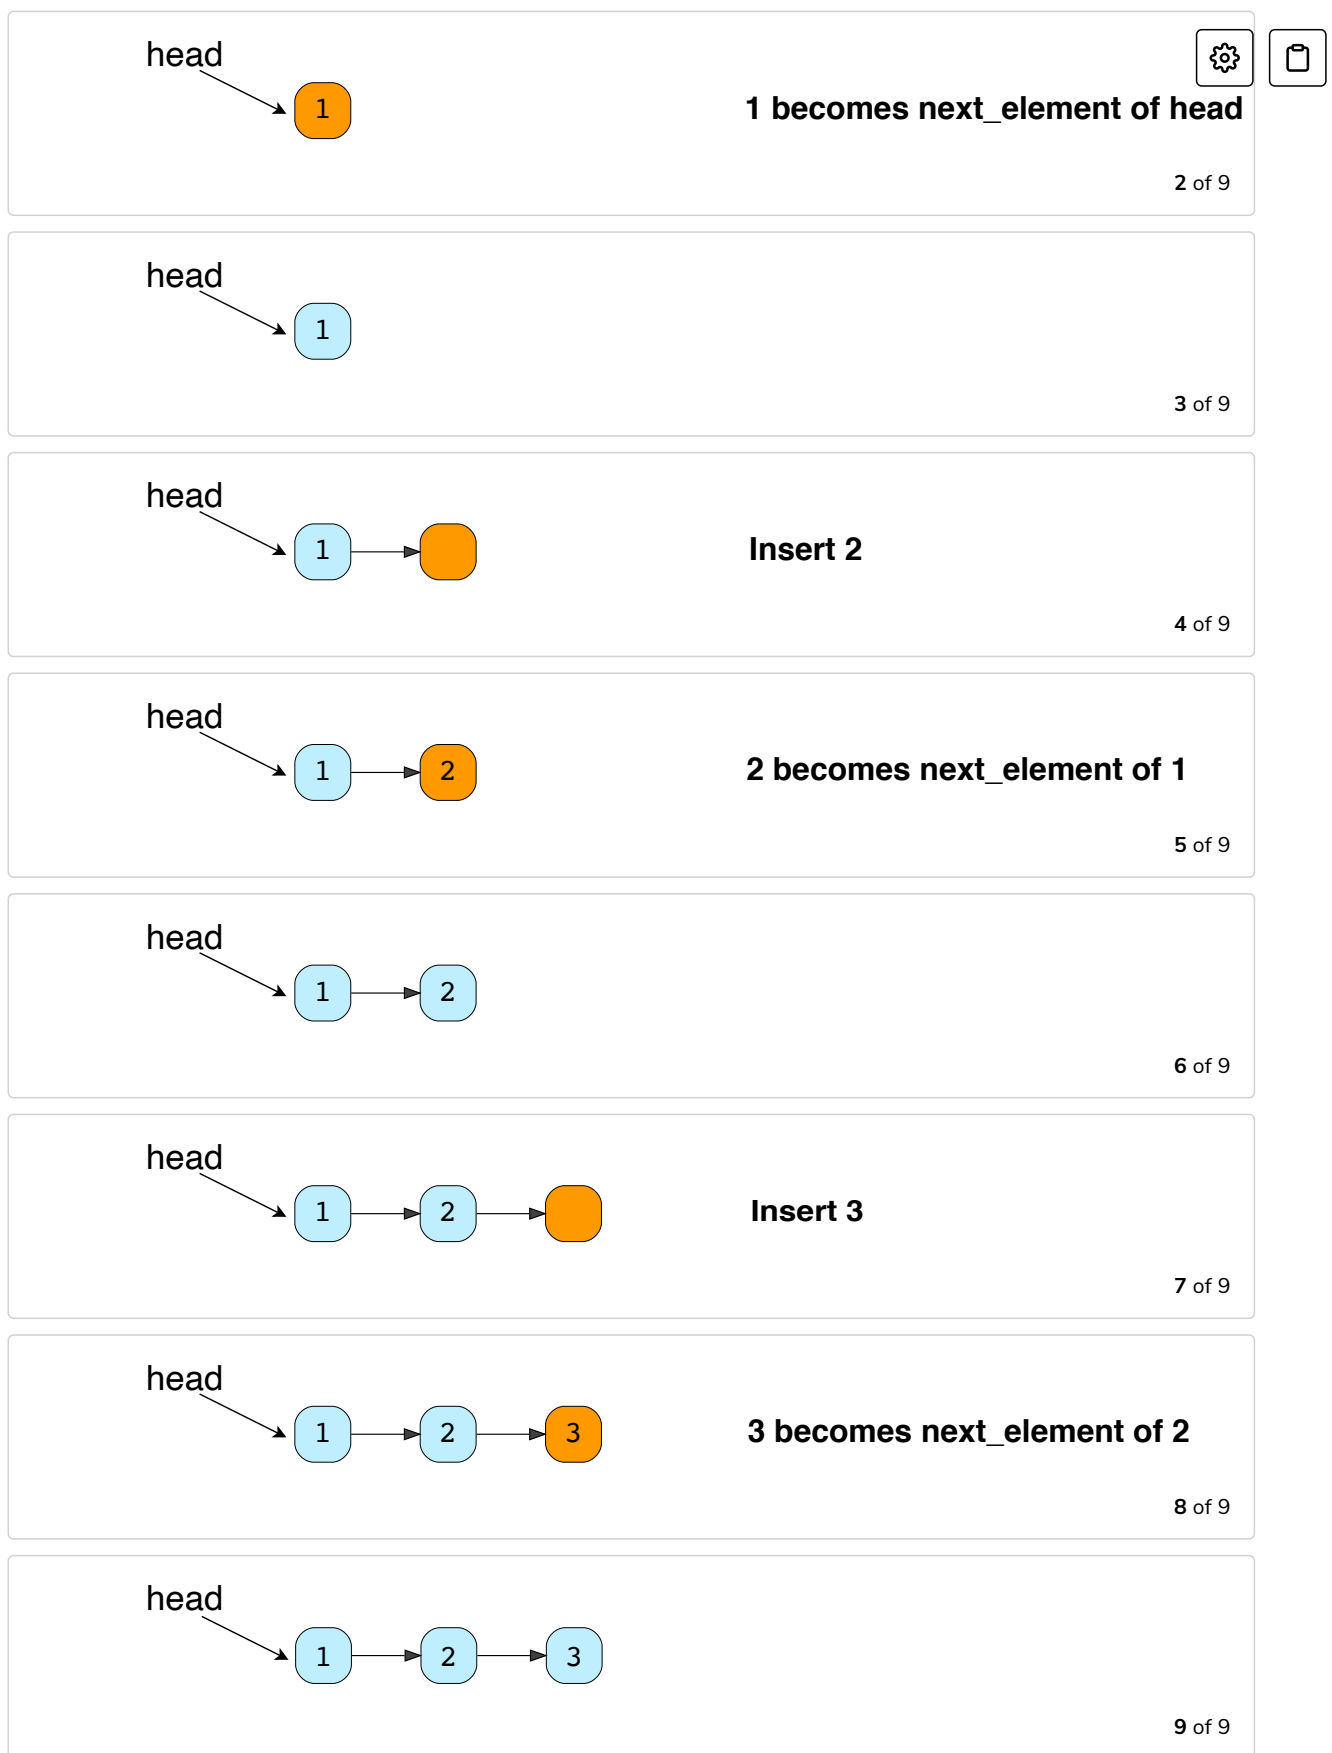 head
1
1 becomes next_element of head
2 of 9
head
1
3 of 9
head
1
Insert 2
4 of 9
head
1 2
2 becomes next_element of 1
5 of 9
head
1 2
6 of 9
head
1 2
Insert 3
7 of 9
head
1 2 3
3 becomes next_element of 2
8 of 9
head
1 2 3
9 of 9